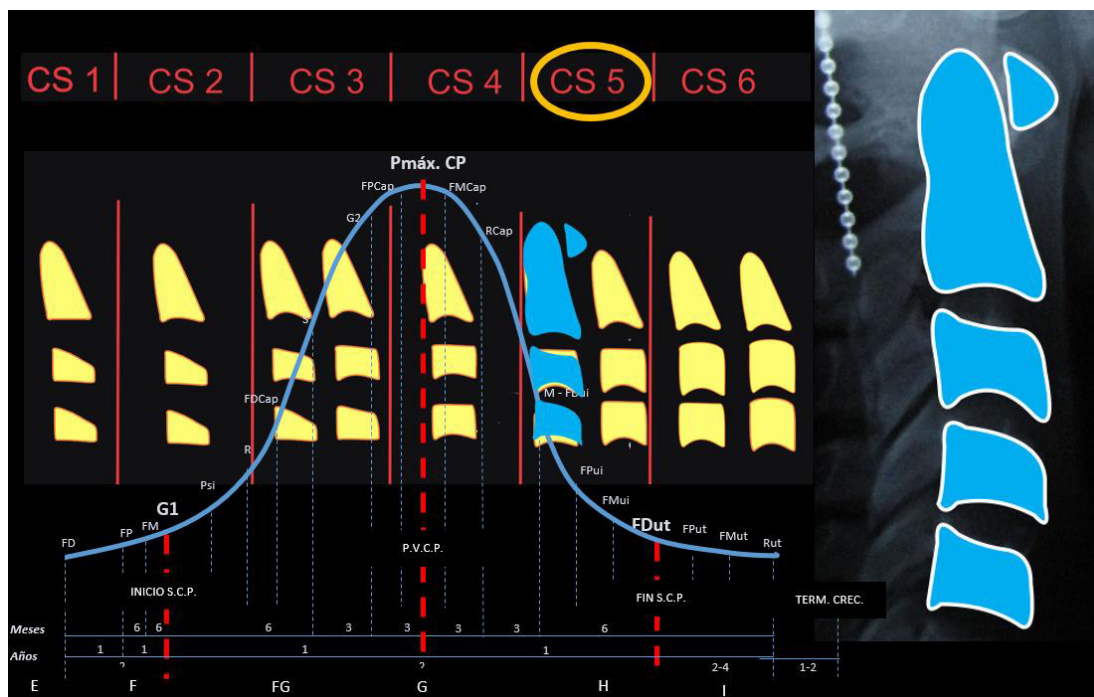 CS 1 CS 2 CS 3 CS 4 CS 5 CS 6
Pmáx. CP
FPCap FMCap
G2
RCap
S
M - FDui
FDCap
R
FPui
Psi
FMui
G1 FDut
FD FP FM FPut FMut Rut
P.V.C.P.
INICIO S.C.P. FIN S.C.P. TERM. CREC.
Meses 6 6 6 3 3 3 3 6
Años 1 1 1 1
2 2 2-4 1-2
E F FG G H I